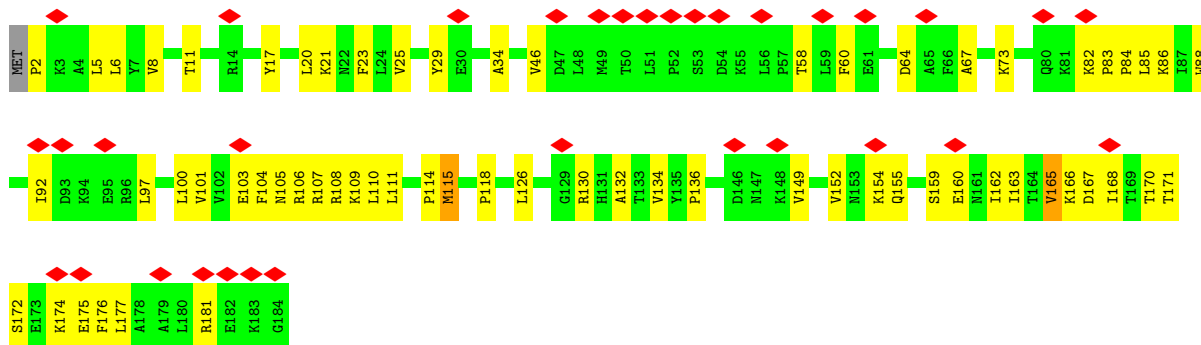 MET P2 K3 A4 L5 L6 Y7 V8 T11 R14 Y17 L20 K21 N22 F23 L24 V25 Y29 E30 A34 V46 D47 L48 M49 T50 L51 P52 S53 D54 K55 L56 P57 T58 L59 F60 E61 D64 A65 F66 A67 K73 Q80 K81 K82 P83 P84 L85 K86 I87 W88
I92 D93 K94 E95 R96 L97 L100 V101 V102 E103 F104 N105 R106 R107 R108 K109 L110 L111 P114 M115 P118 L126 G129 R130 H131 A132 T133 V134 Y135 P136 D146 N147 K148 V149 V152 N153 K154 Q155 S159 E160 N161 I162 I163 T164 V165 K166 D167 I168 T169 T170 T171
S172 E173 K174 E175 F176 L177 A178 A179 L180 R181 E182 K183 G184